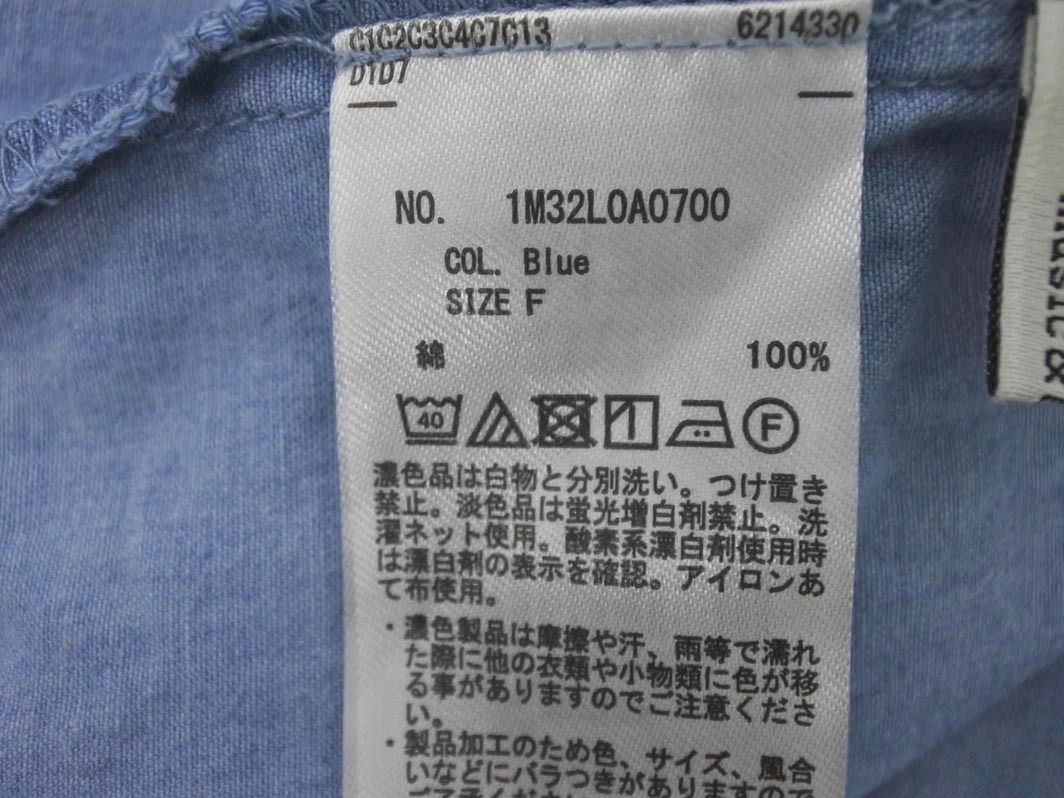 C1C2C3C4C7C13 6214330
D1D7
NO. 1M32L0A0700
COL. Blue
SIZE F
綿 100%
40 F
濃色品は白物と分別洗い。つけ置き
禁止。淡色品は蛍光増白剤禁止。洗
濯ネット使用。酸素系漂白剤使用時
は漂白剤の表示を確認。アイロンあ
て布使用。
・濃色製品は摩擦や汗、雨等で濡れ
た際に他の衣類や小物類に色が移
る事がありますのでご注意くださ
い。
・製品加工のため色、サイズ、風合
いなどにバラつきがありますので
&